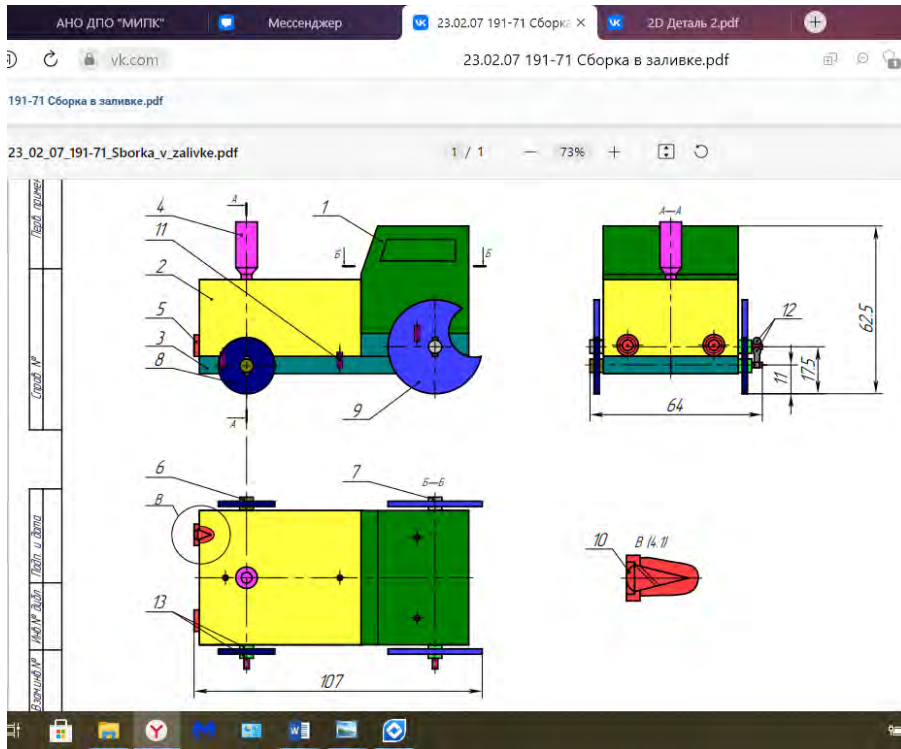 АНО ДПО "МИПК"
Мессенджер
23.02.07 191-71 Сборка
2D Деталь 2.pdf
vk.com
23.02.07 191-71 Сборка в заливке.pdf
191-71 Сборка в заливке.pdf
23_02_07_191-71_Sborka_v_zalivke.pdf
1 / 1
73%
Перв. примен
Справ. №
Подп. и дата
Инв.№ дубл.
Взам.инв.№
4
А
1
11
Б
Б
2
5
3
8
А
9
А—А
12
62.5
17.5
11
64
6
7
Б—Б
В
13
107
10
В (4:1)